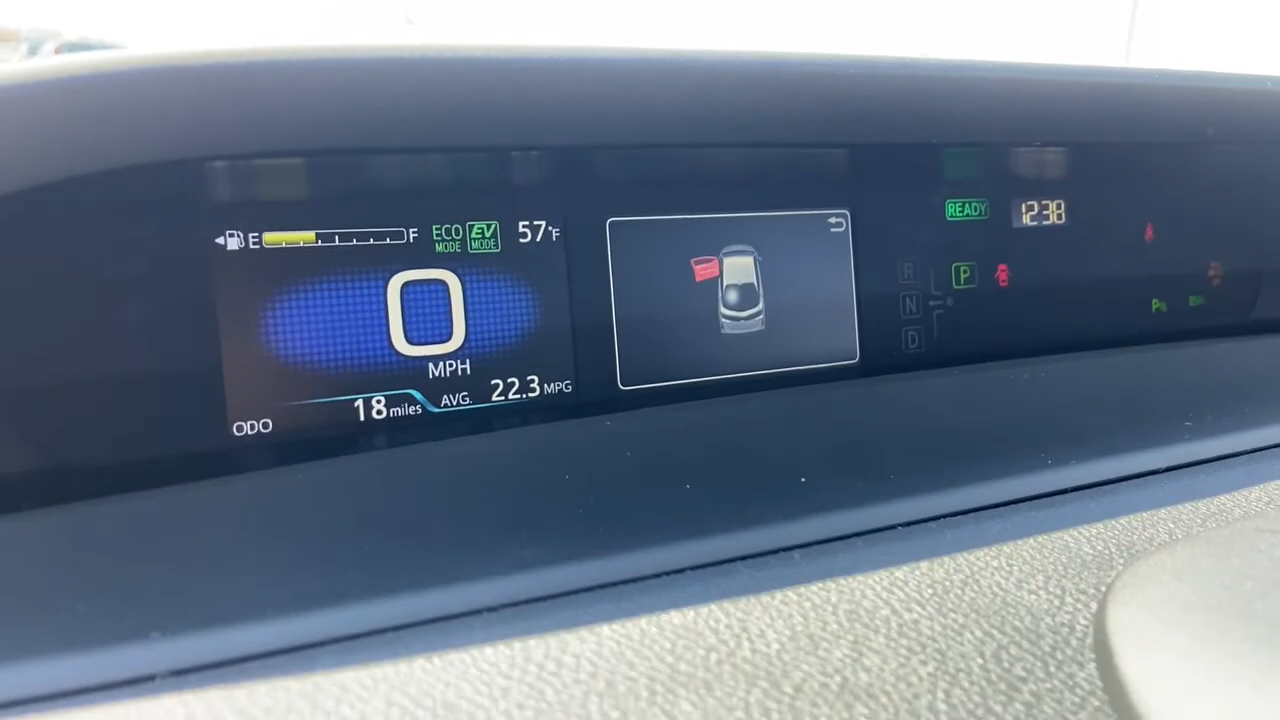 E F
ECO
MODE
EV
MODE
57°F
0
MPH
ODO
18 miles
AVG. 22.3 MPG
READY
12:38
R
N
D
B
P